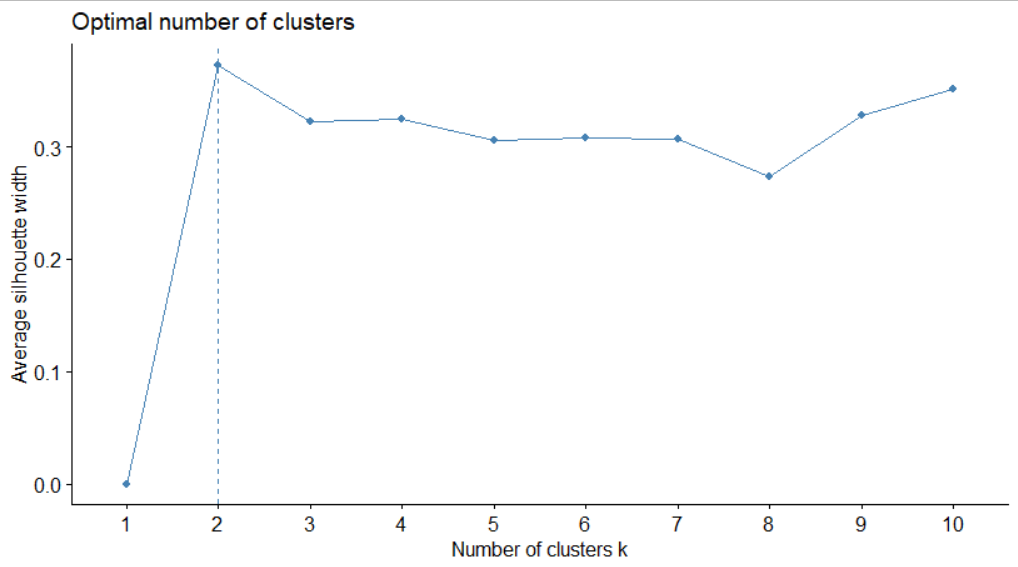 Optimal number of clusters
Average silhouette width
0.3
0.2
0.1
0.0
1 2 3 4 5 6 7 8 9 10
Number of clusters k